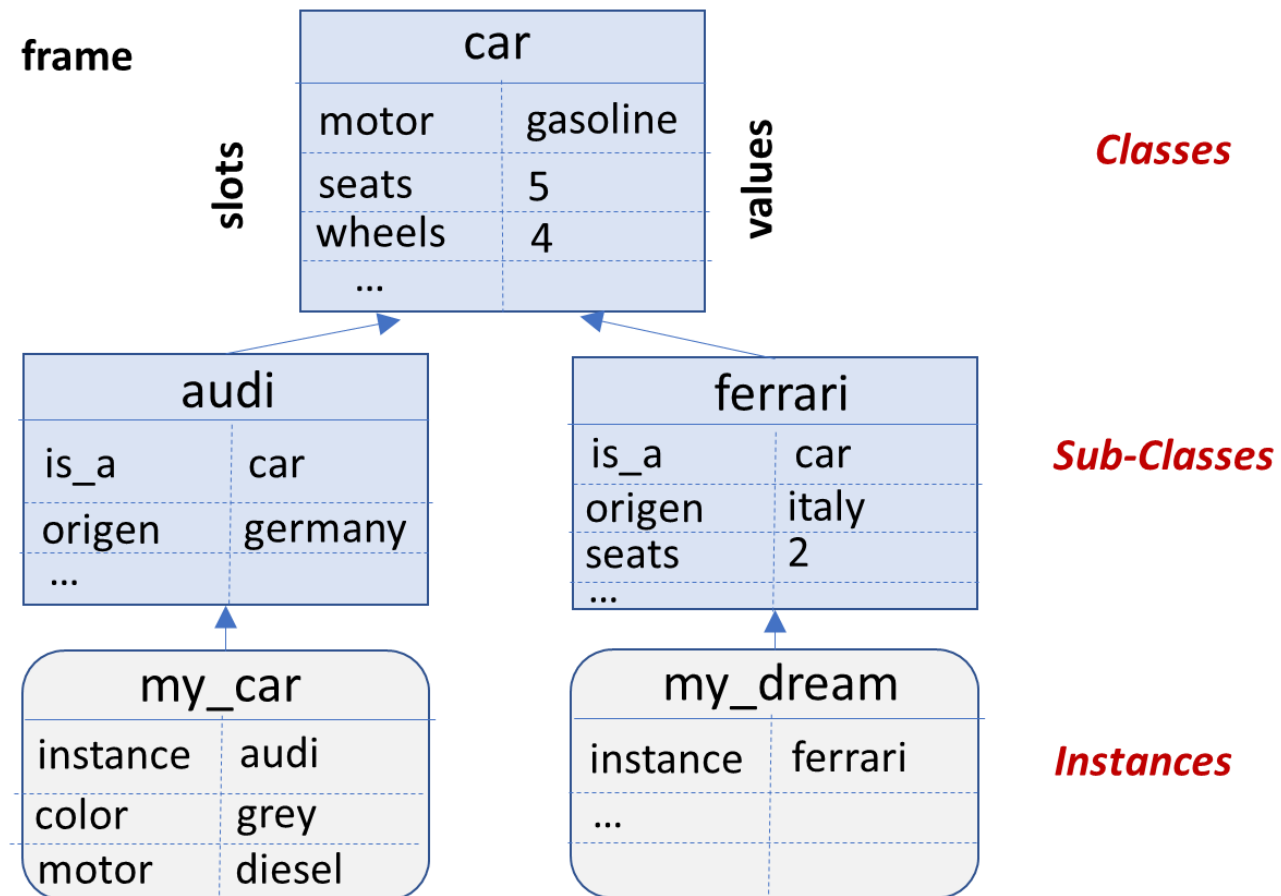 frame
car
slots
values
motor gasoline
seats 5
wheels 4
...
Classes
audi
is_a car
origen germany
...
ferrari
is_a car
origen italy
seats 2
...
Sub-Classes
my_car
instance audi
color grey
motor diesel
my_dream
instance ferrari
...
Instances